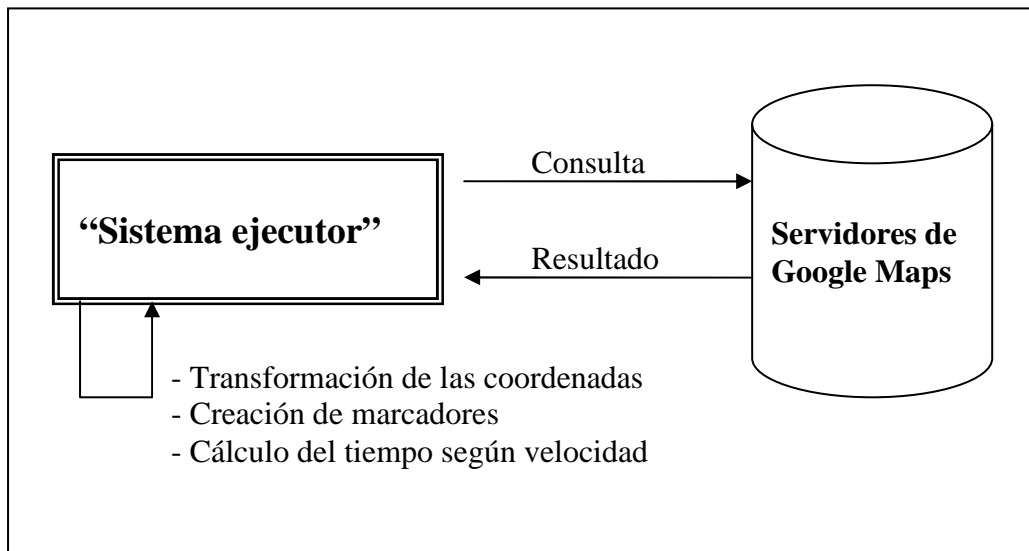 Consulta
“Sistema ejecutor”
Servidores de
Google Maps
Resultado
- Transformación de las coordenadas
- Creación de marcadores
- Cálculo del tiempo según velocidad